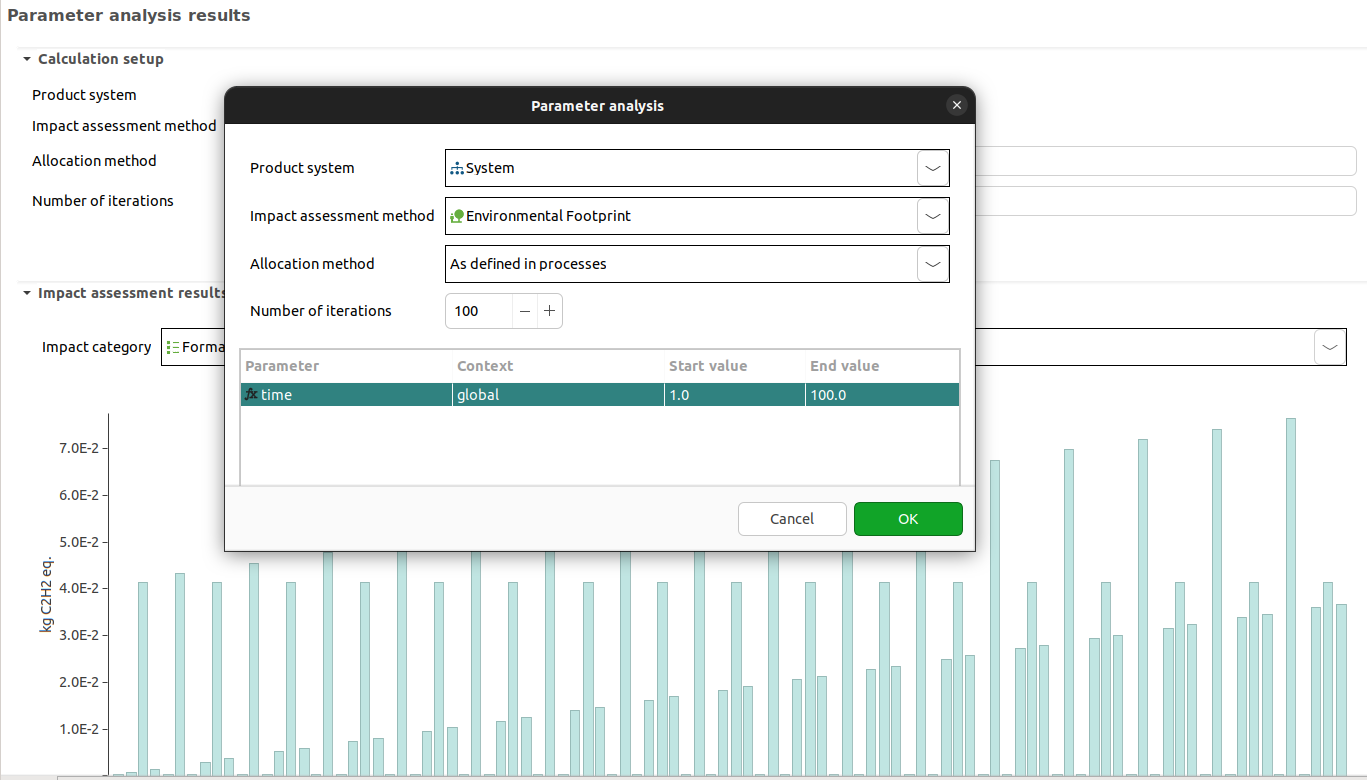 Parameter analysis results
Calculation setup
Product system
Impact assessment method
Allocation method
Number of iterations
Impact assessment results
Impact category
Forma
Parameter analysis
Product system
System
Impact assessment method
Environmental Footprint
Allocation method
As defined in processes
Number of iterations
100
Parameter Context Start value End value
fx time global 1.0 100.0
Cancel OK
kg C2H2 eq.
7.0E-2
6.0E-2
5.0E-2
4.0E-2
3.0E-2
2.0E-2
1.0E-2